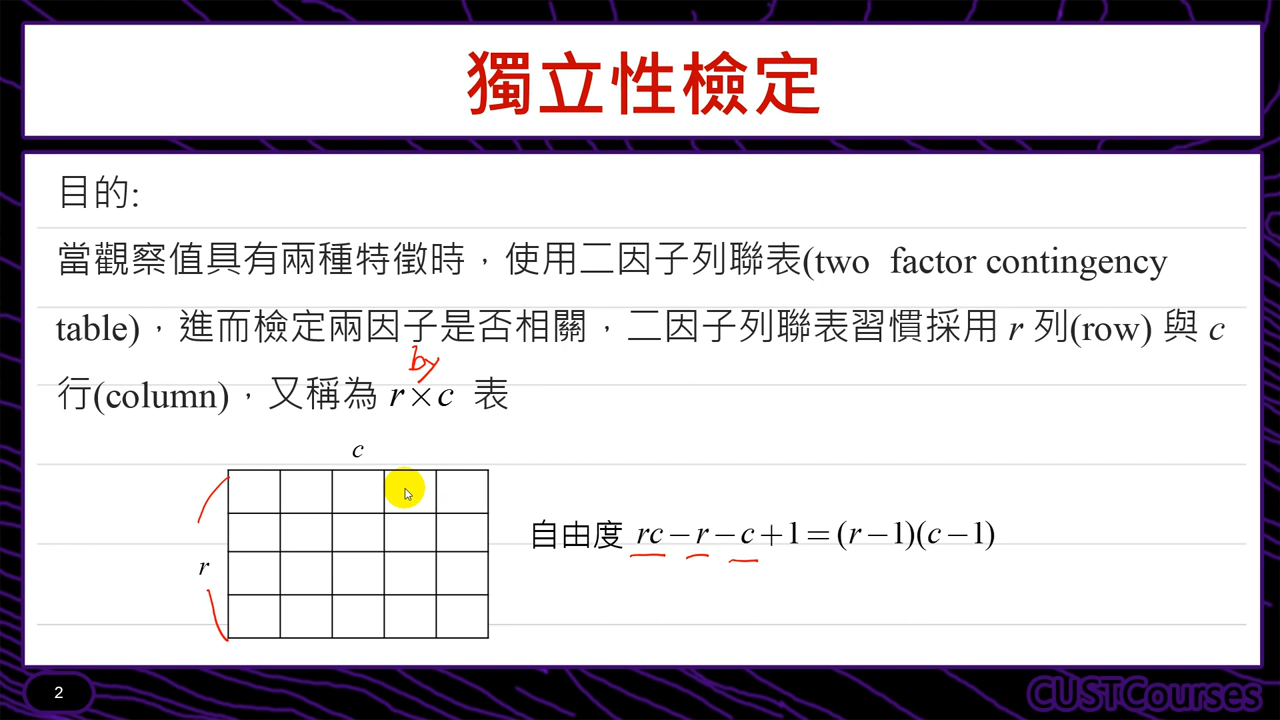 獨立性檢定
目的:
當觀察值具有兩種特徵時，使用二因子列聯表(two factor contingency
table)，進而檢定兩因子是否相關，二因子列聯表習慣採用 r 列(row) 與 c
by
行(column)，又稱為 r×c 表
c
自由度 rc－r－c＋1＝(r－1)(c－1)
r
2
CUSTCourses